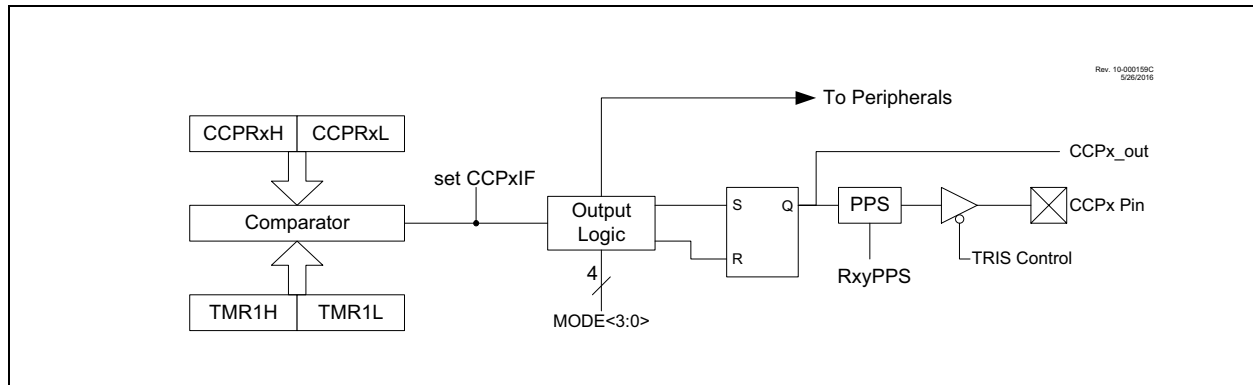 Rev. 10-000159C
5/26/2016
To Peripherals
CCPRxH CCPRxL
CCPx_out
set CCPxIF
Comparator
Output
Logic
S Q
R
PPS
CCPx Pin
TRIS Control
RxyPPS
4
TMR1H TMR1L
MODE<3:0>